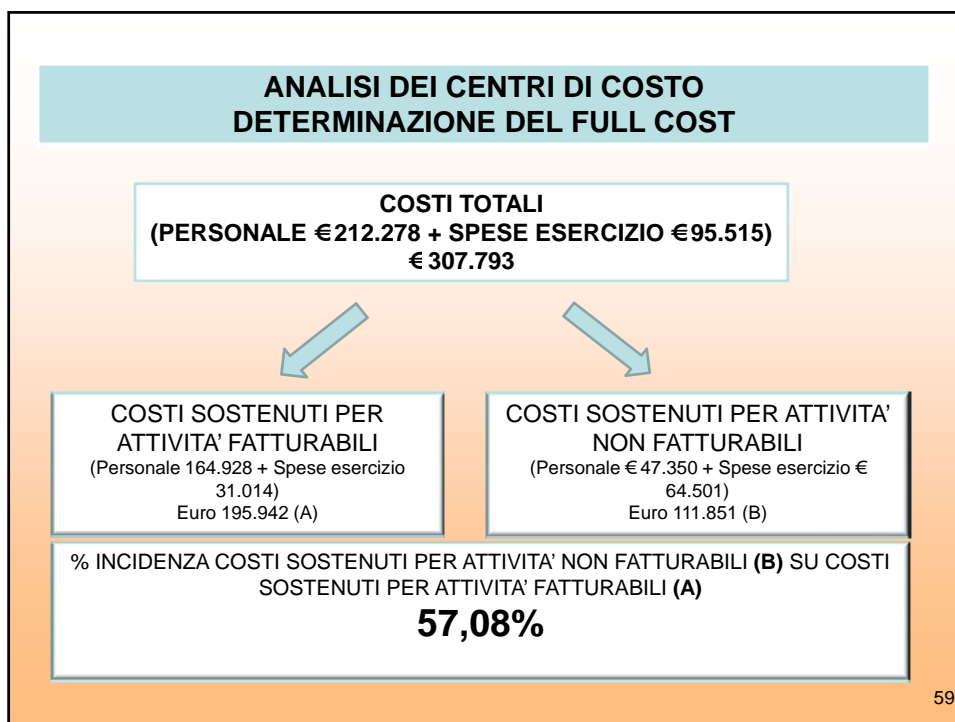 ANALISI DEI CENTRI DI COSTO
DETERMINAZIONE DEL FULL COST
COSTI TOTALI
(PERSONALE €212.278 + SPESE ESERCIZIO €95.515)
€ 307.793
COSTI SOSTENUTI PER
ATTIVITA’ FATTURABILI
(Personale 164.928 + Spese esercizio
31.014)
Euro 195.942 (A)
COSTI SOSTENUTI PER ATTIVITA’
NON FATTURABILI
(Personale € 47.350 + Spese esercizio €
64.501)
Euro 111.851 (B)
% INCIDENZA COSTI SOSTENUTI PER ATTIVITA’ NON FATTURABILI (B) SU COSTI
SOSTENUTI PER ATTIVITA’ FATTURABILI (A)
57,08%
59